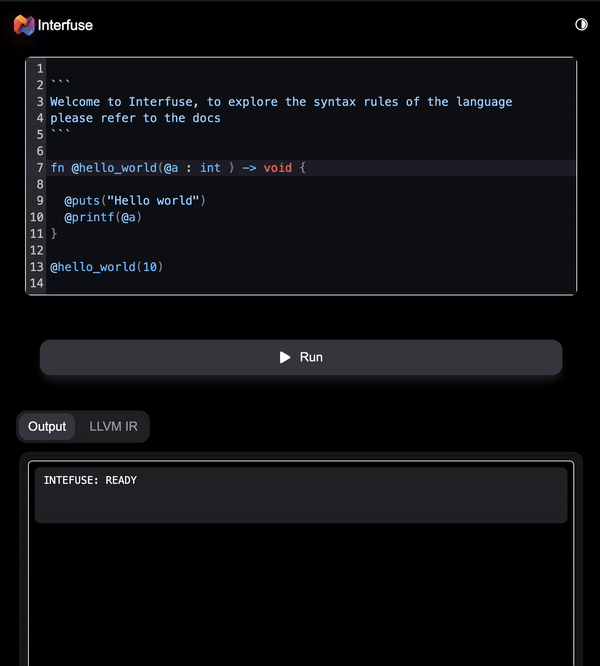 Interfuse
1
2 ```
3 Welcome to Interfuse, to explore the syntax rules of the language
4 please refer to the docs
5 ```
6
7 fn @hello_world(@a : int ) -> void {
8
9 @puts("Hello world")
10 @printf(@a)
11 }
12
13 @hello_world(10)
14
Run
Output LLVM IR
INTEFUSE: READY